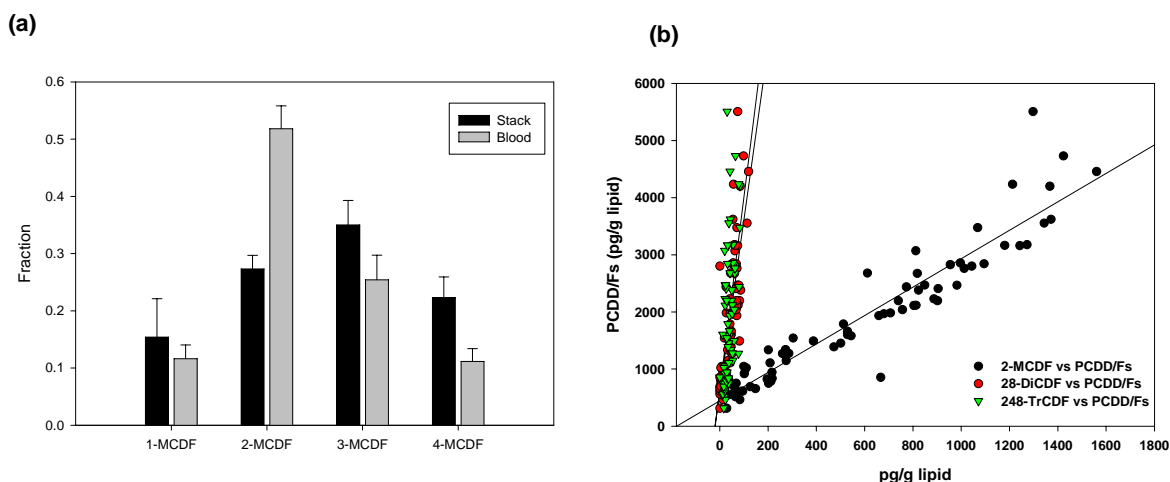 (a)
0.6
0.5
0.4
0.3
0.2
0.1
0.0
Fraction
Stack
Blood
1-MCDF 2-MCDF 3-MCDF 4-MCDF
(b)
6000
5000
4000
3000
2000
1000
0
PCDD/Fs (pg/g lipid)
2-MCDF vs PCDD/Fs
28-DiCDF vs PCDD/Fs
248-TrCDF vs PCDD/Fs
0 200 400 600 800 1000 1200 1400 1600 1800
pg/g lipid